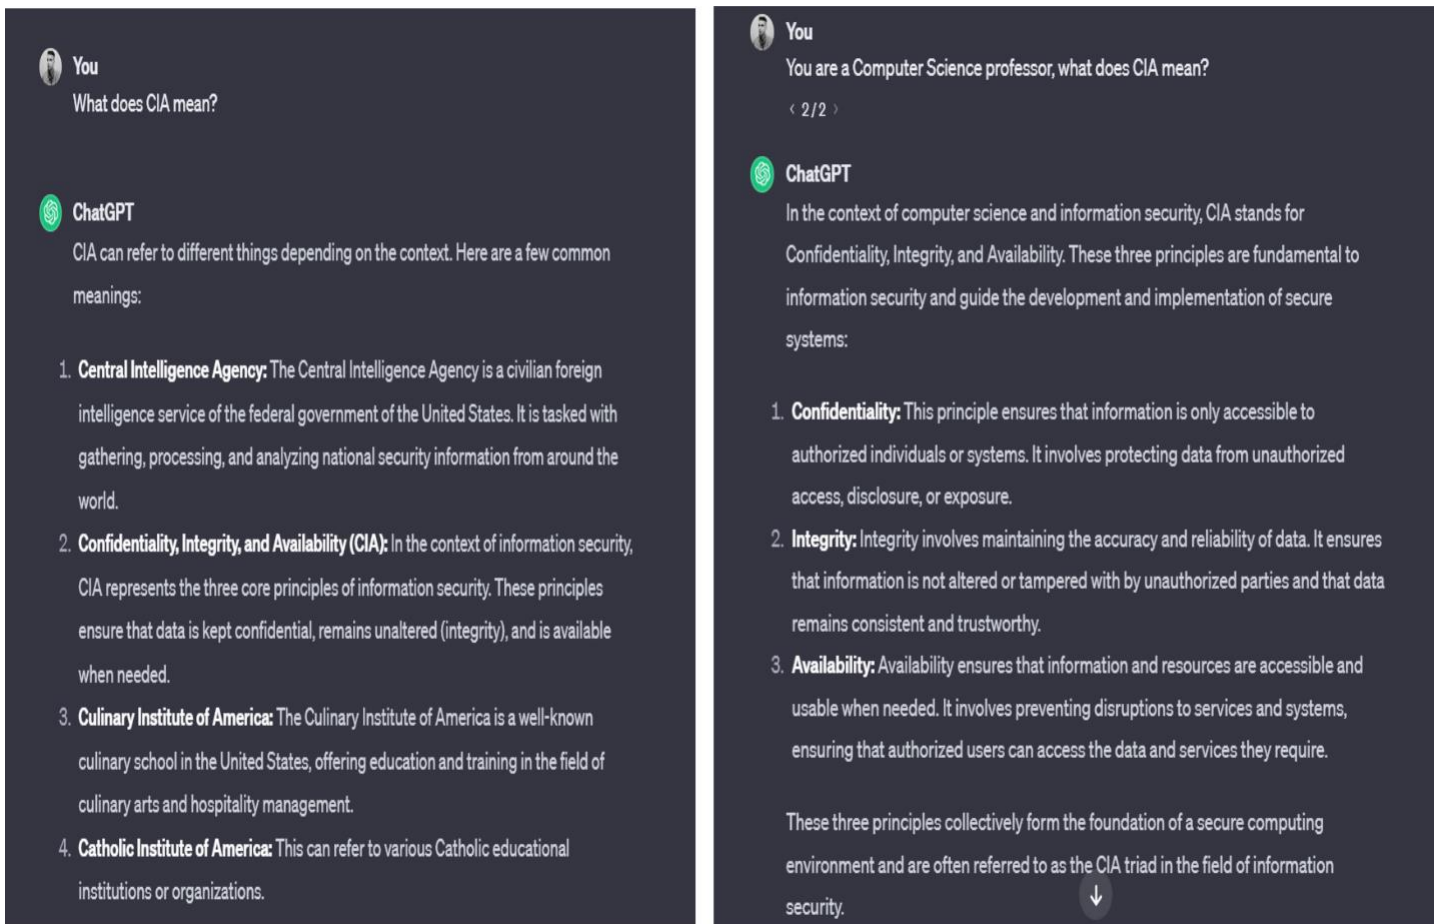 You
What does CIA mean?
ChatGPT
CIA can refer to different things depending on the context. Here are a few common
meanings:
1. Central Intelligence Agency: The Central Intelligence Agency is a civilian foreign
intelligence service of the federal government of the United States. It is tasked with
gathering, processing, and analyzing national security information from around the
world.
2. Confidentiality, Integrity, and Availability (CIA): In the context of information security,
CIA represents the three core principles of information security. These principles
ensure that data is kept confidential, remains unaltered (integrity), and is available
when needed.
3. Culinary Institute of America: The Culinary Institute of America is a well-known
culinary school in the United States, offering education and training in the field of
culinary arts and hospitality management.
4. Catholic Institute of America: This can refer to various Catholic educational
institutions or organizations.
You
You are a Computer Science professor, what does CIA mean?
< 2/2 >
ChatGPT
In the context of computer science and information security, CIA stands for
Confidentiality, Integrity, and Availability. These three principles are fundamental to
information security and guide the development and implementation of secure
systems:
1. Confidentiality: This principle ensures that information is only accessible to
authorized individuals or systems. It involves protecting data from unauthorized
access, disclosure, or exposure.
2. Integrity: Integrity involves maintaining the accuracy and reliability of data. It ensures
that information is not altered or tampered with by unauthorized parties and that data
remains consistent and trustworthy.
3. Availability: Availability ensures that information and resources are accessible and
usable when needed. It involves preventing disruptions to services and systems,
ensuring that authorized users can access the data and services they require.
These three principles collectively form the foundation of a secure computing
environment and are often referred to as the CIA triad in the field of information
security.